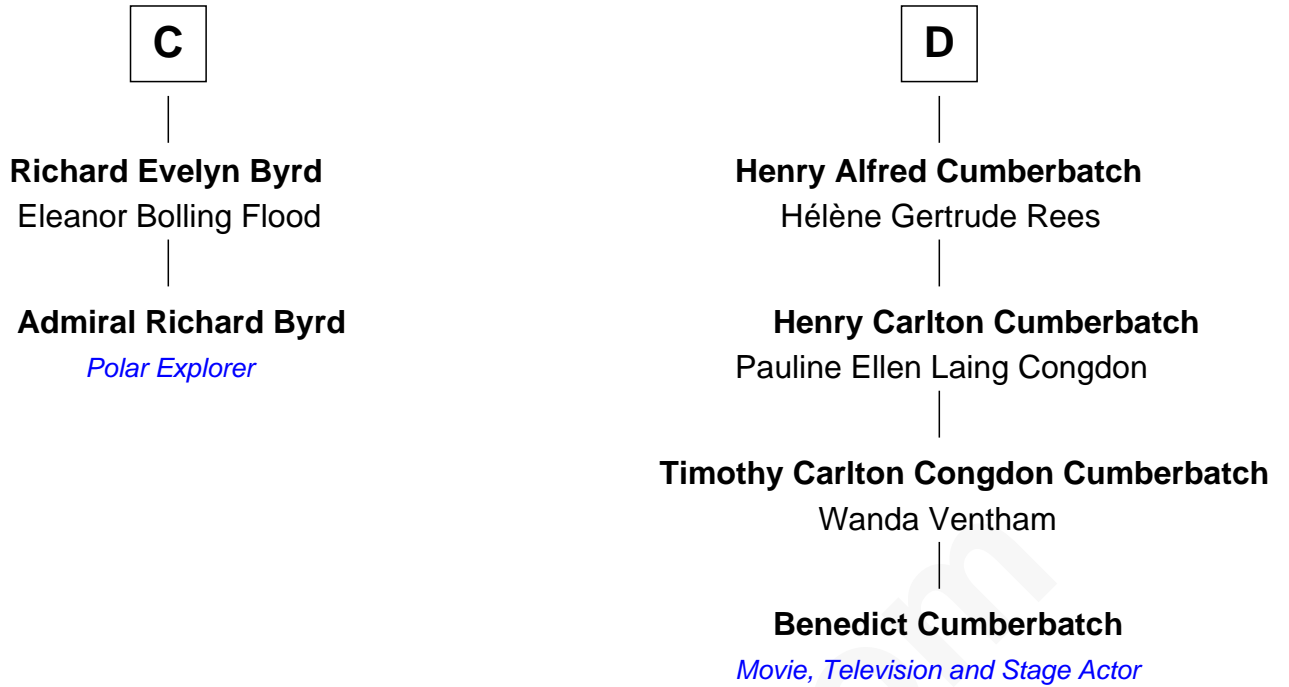 C
Richard Evelyn Byrd
Eleanor Bolling Flood
Admiral Richard Byrd
Polar Explorer
D
Henry Alfred Cumberbatch
Hélène Gertrude Rees
Henry Carlton Cumberbatch
Pauline Ellen Laing Congdon
Timothy Carlton Congdon Cumberbatch
Wanda Ventham
Benedict Cumberbatch
Movie, Television and Stage Actor